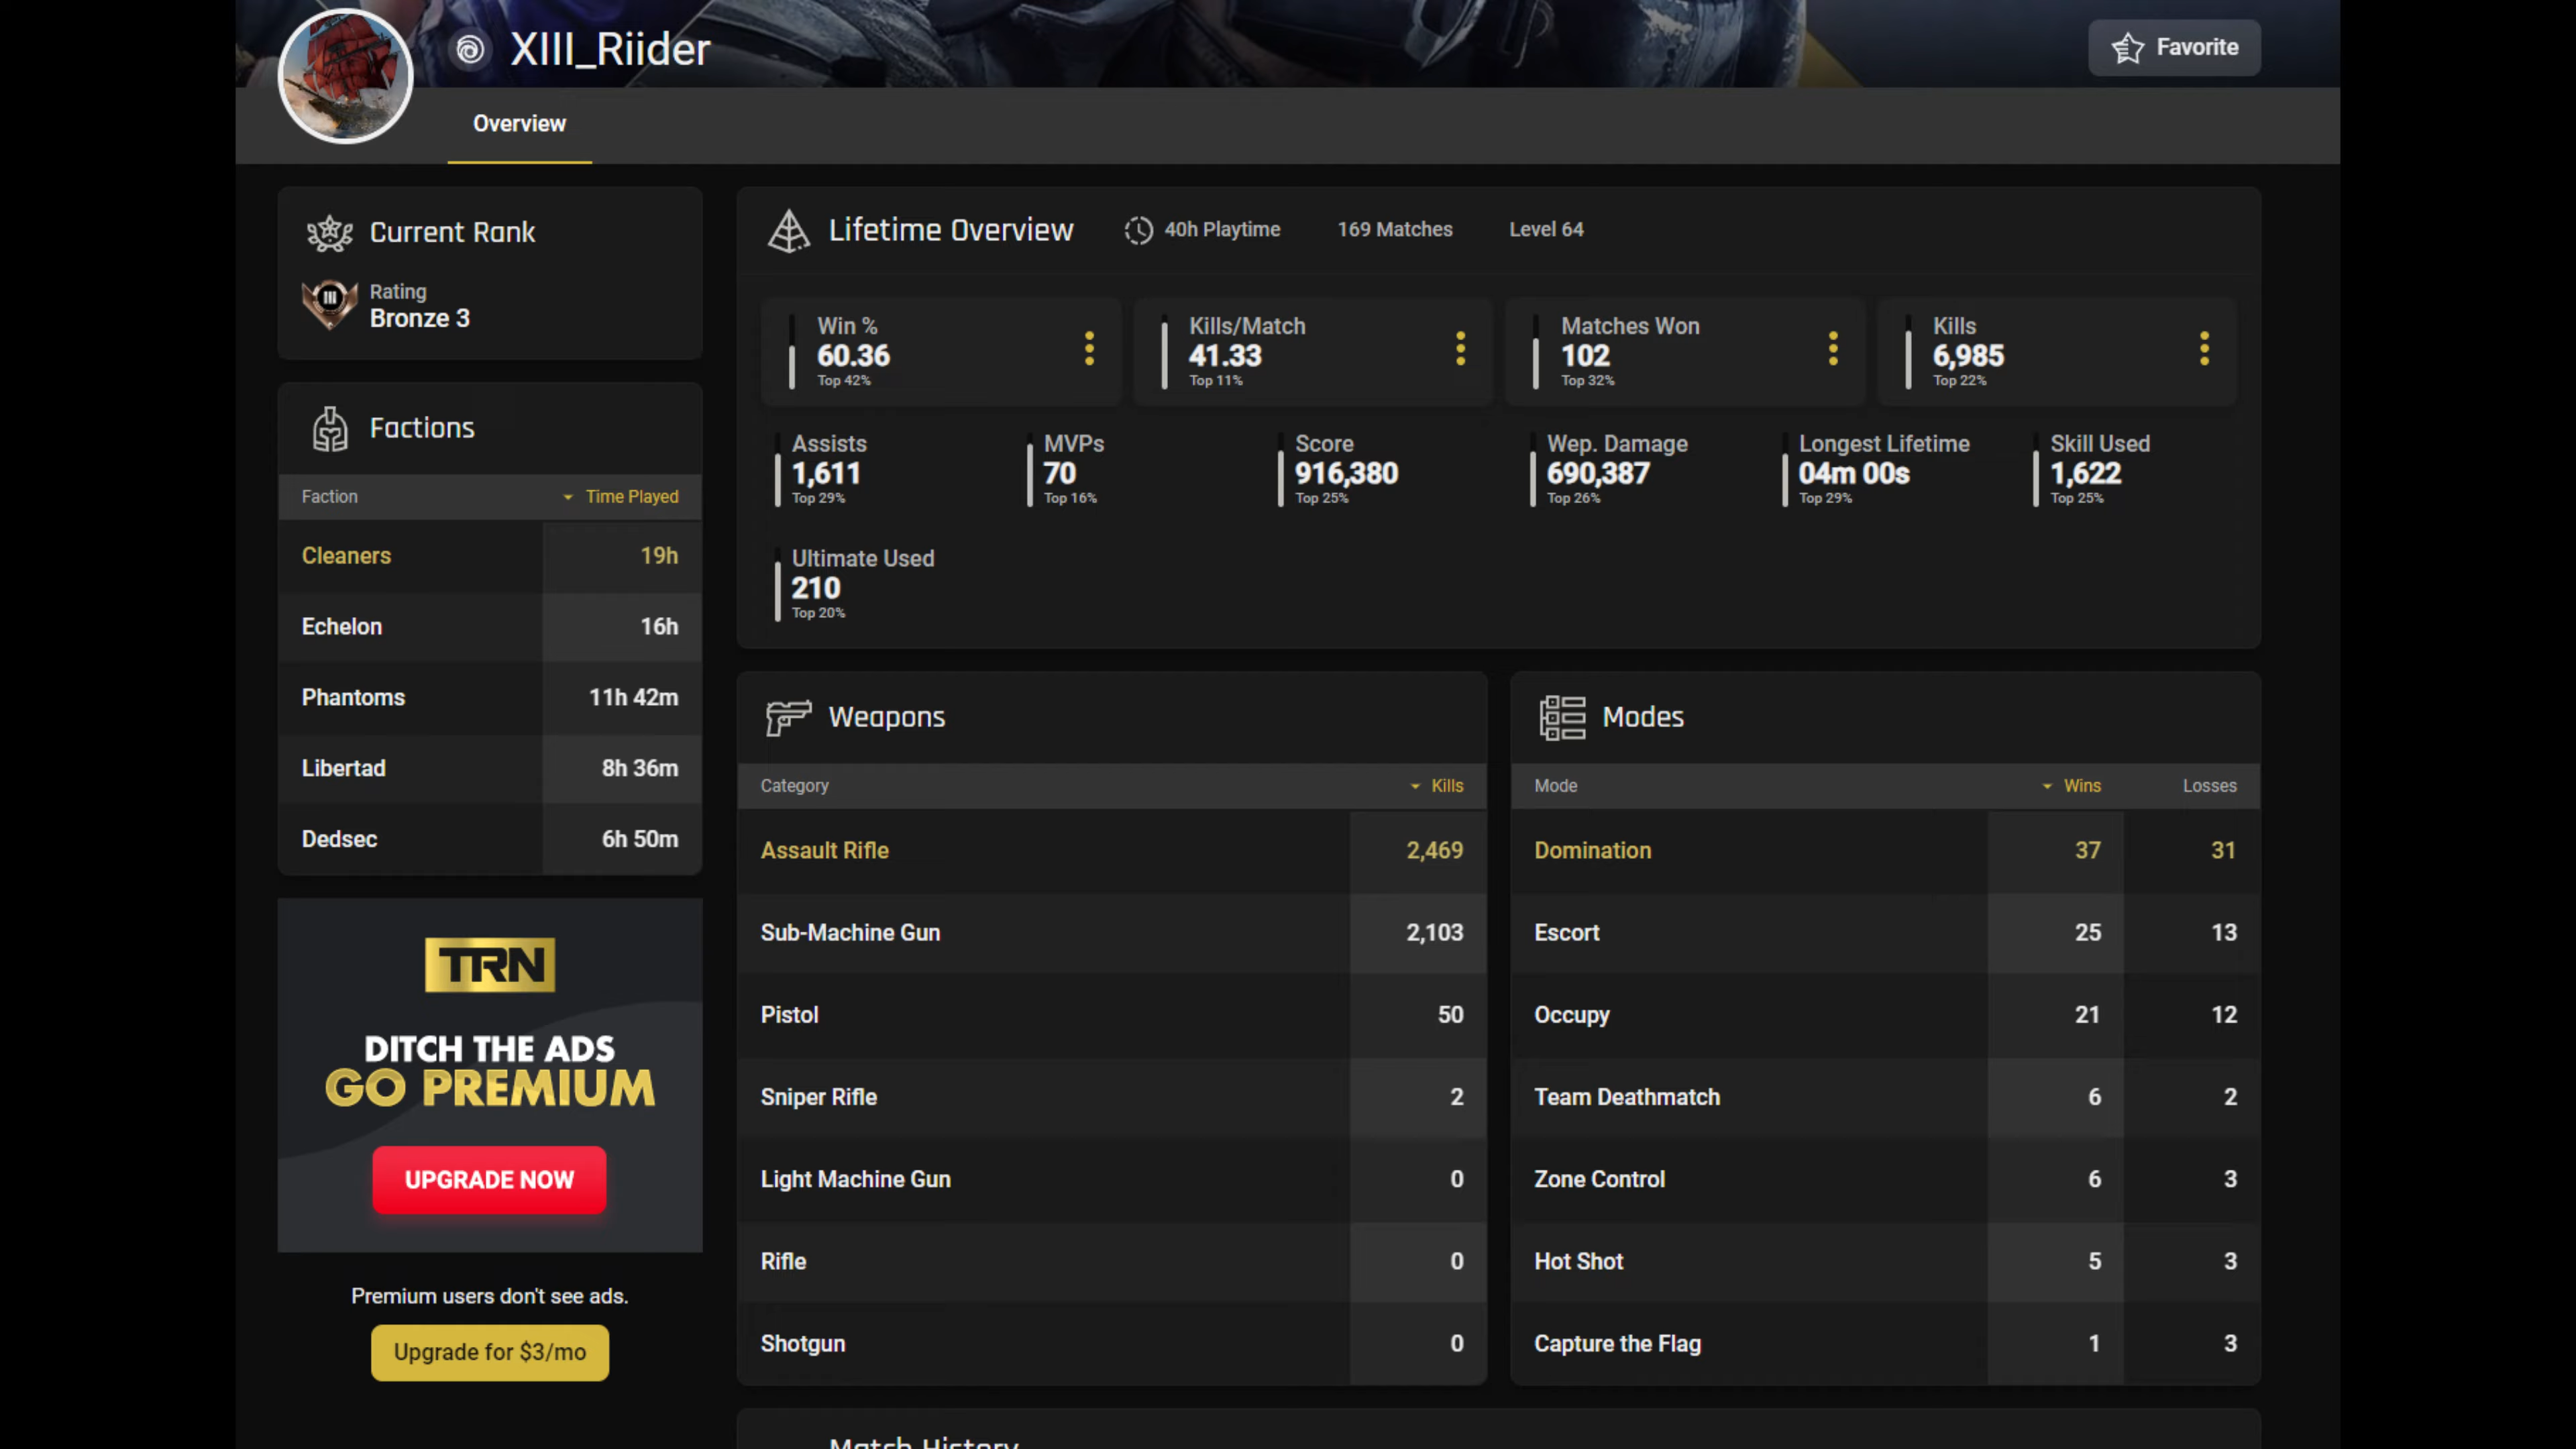 XIII_Riider
Favorite
Overview
Current Rank
Rating
Bronze 3
Factions
Faction Time Played
Cleaners 19h
Echelon 16h
Phantoms 11h 42m
Libertad 8h 36m
Dedsec 6h 50m
TRN
DITCH THE ADS
GO PREMIUM
UPGRADE NOW
Premium users don't see ads.
Upgrade for $3/mo
Lifetime Overview 40h Playtime 169 Matches Level 64
Win % Kills/Match Matches Won Kills
60.36 41.33 102 6,985
Top 42% Top 11% Top 32% Top 22%
Assists MVPs Score Wep. Damage Longest Lifetime Skill Used
1,611 70 916,380 690,387 04m 00s 1,622
Top 29% Top 16% Top 25% Top 26% Top 29% Top 25%
Ultimate Used
210
Top 20%
Weapons
Category Kills
Assault Rifle 2,469
Sub-Machine Gun 2,103
Pistol 50
Sniper Rifle 2
Light Machine Gun 0
Rifle 0
Shotgun 0
Modes
Mode Wins Losses
Domination 37 31
Escort 25 13
Occupy 21 12
Team Deathmatch 6 2
Zone Control 6 3
Hot Shot 5 3
Capture the Flag 1 3
Match History